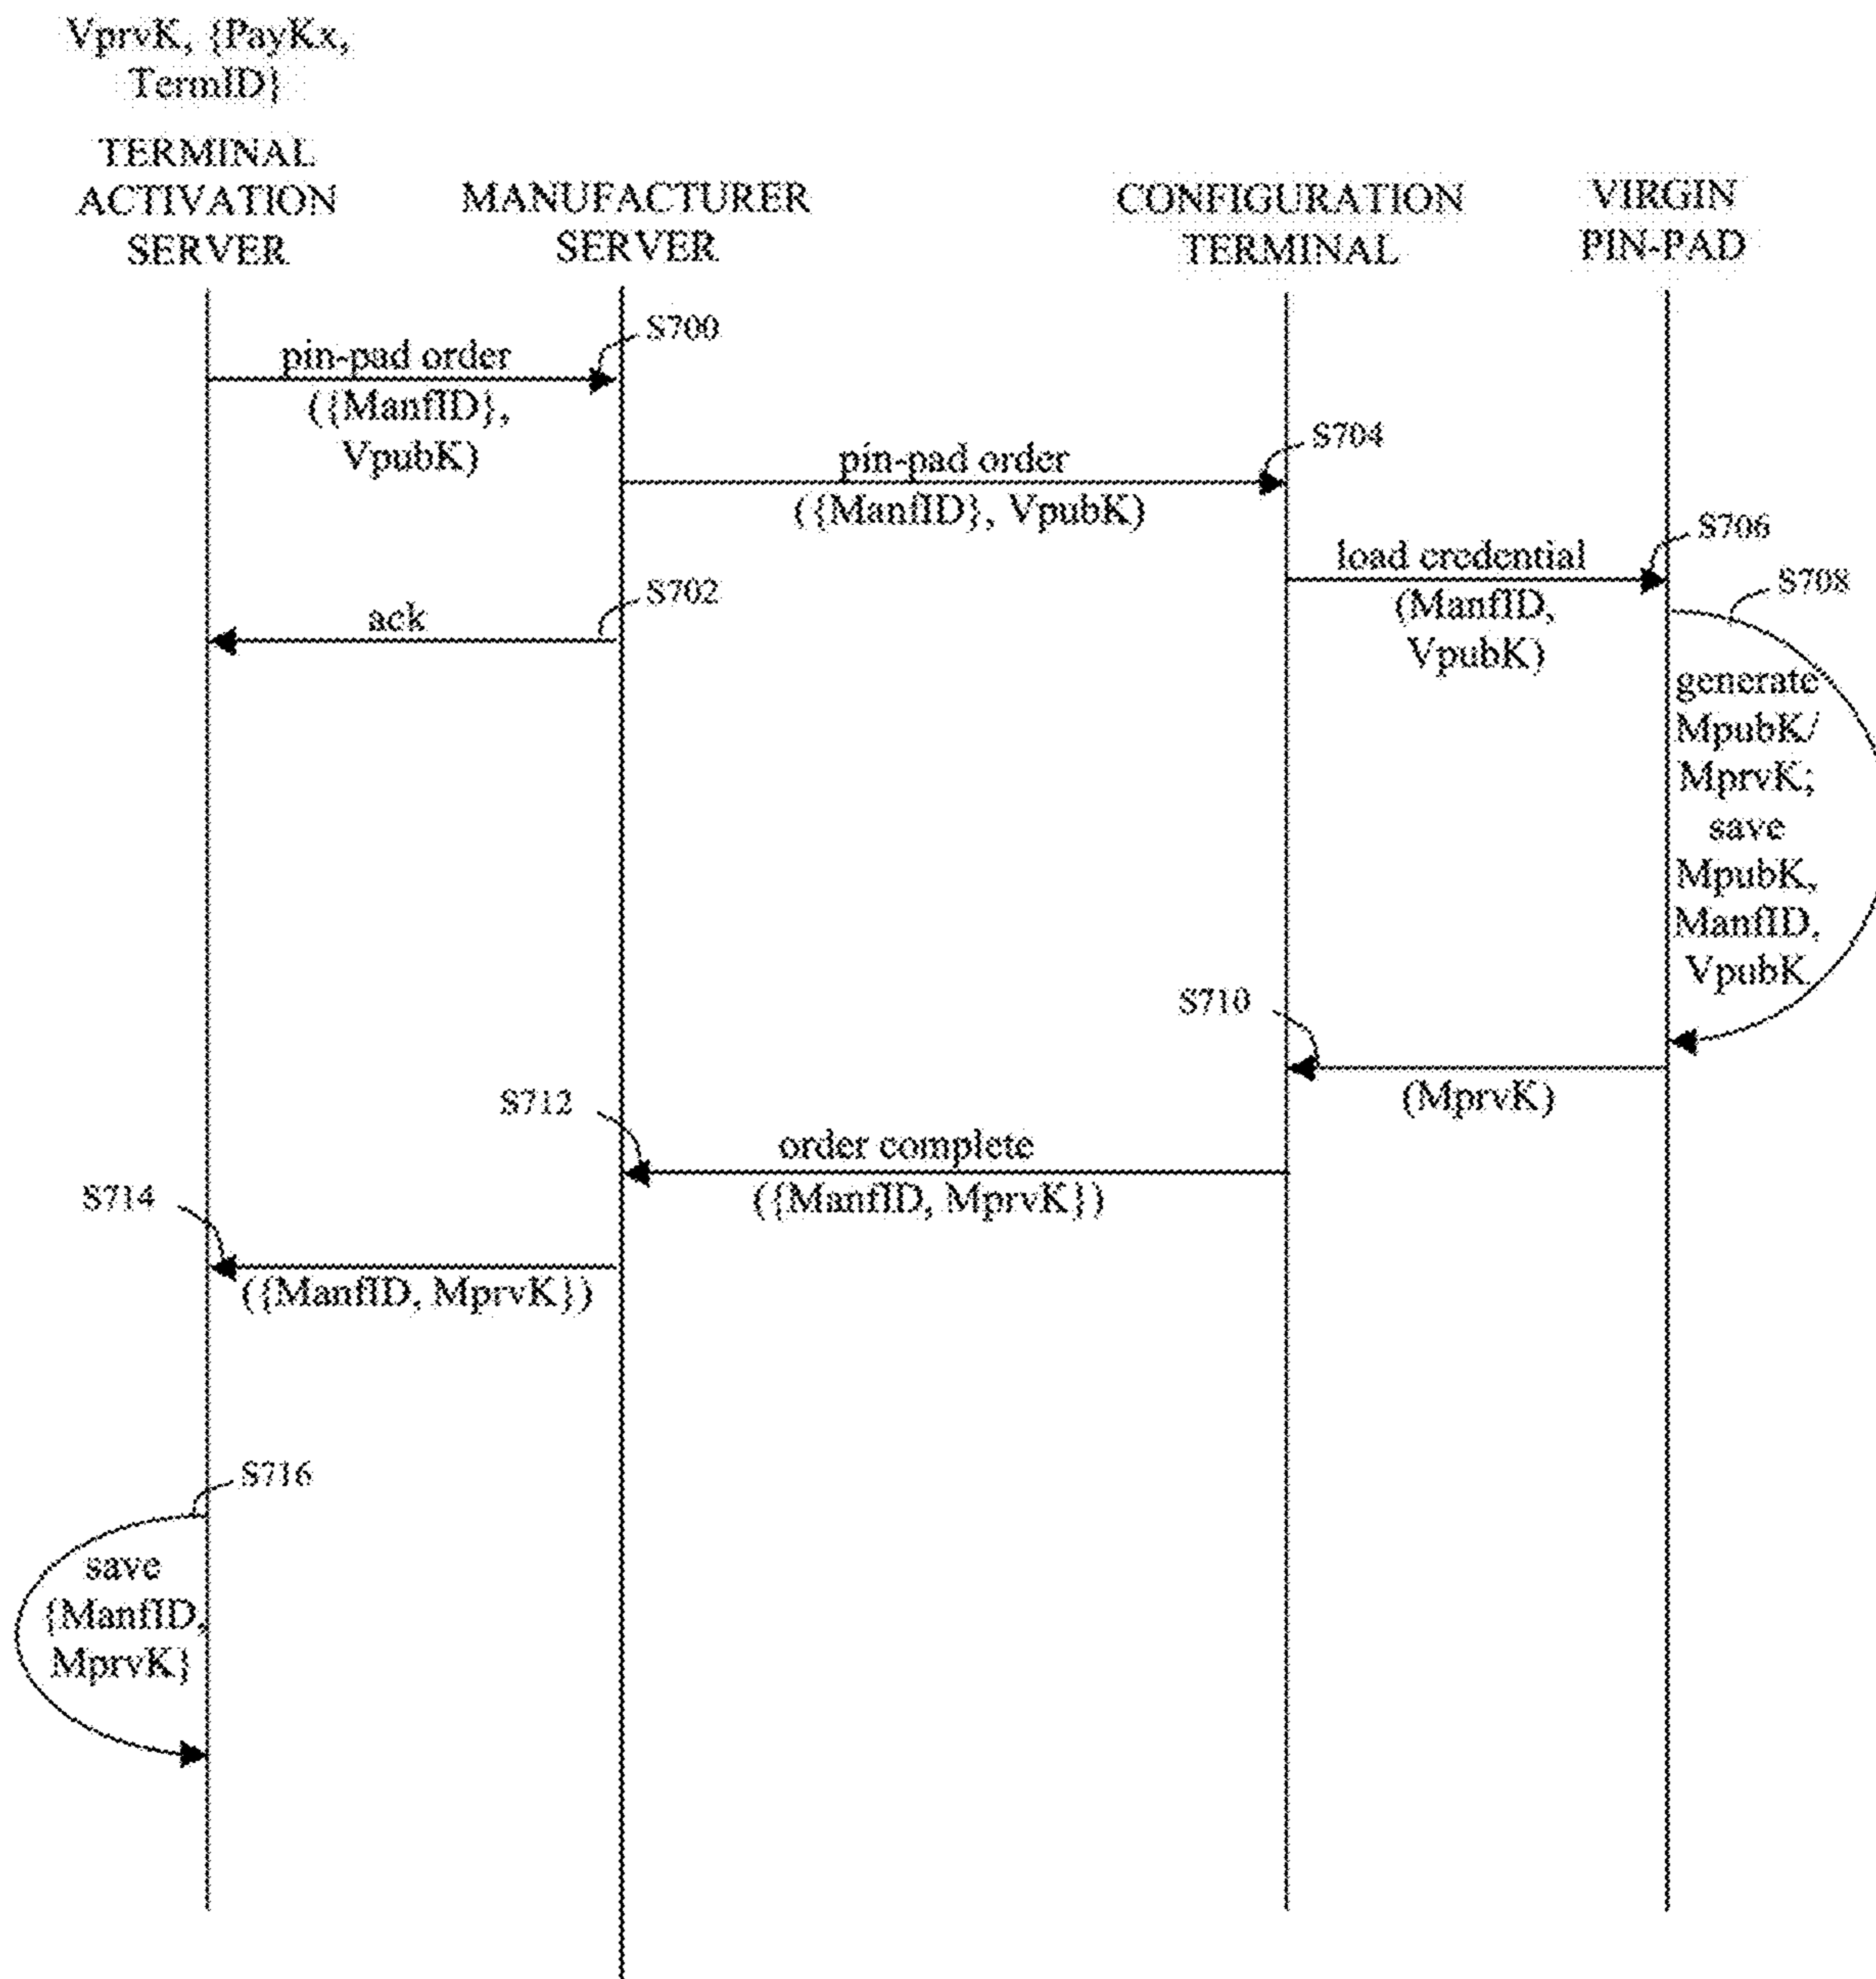 VprvK, {PayKx,
TermID}
TERMINAL
ACTIVATION
SERVER
MANUFACTURER
SERVER
CONFIGURATION
TERMINAL
VIRGIN
PIN-PAD
S700
pin-pad order
({ManfID},
VpubK)
S704
pin-pad order
({ManfID}, VpubK)
S706
load credential
(ManfID,
VpubK)
S702
ack
S708
generate
MpubK/
MprvK;
save
MpubK,
ManfID,
VpubK
S710
(MprvK)
S712
order complete
({ManfID, MprvK})
S714
({ManfID, MprvK})
S716
save
{ManfID,
MprvK}